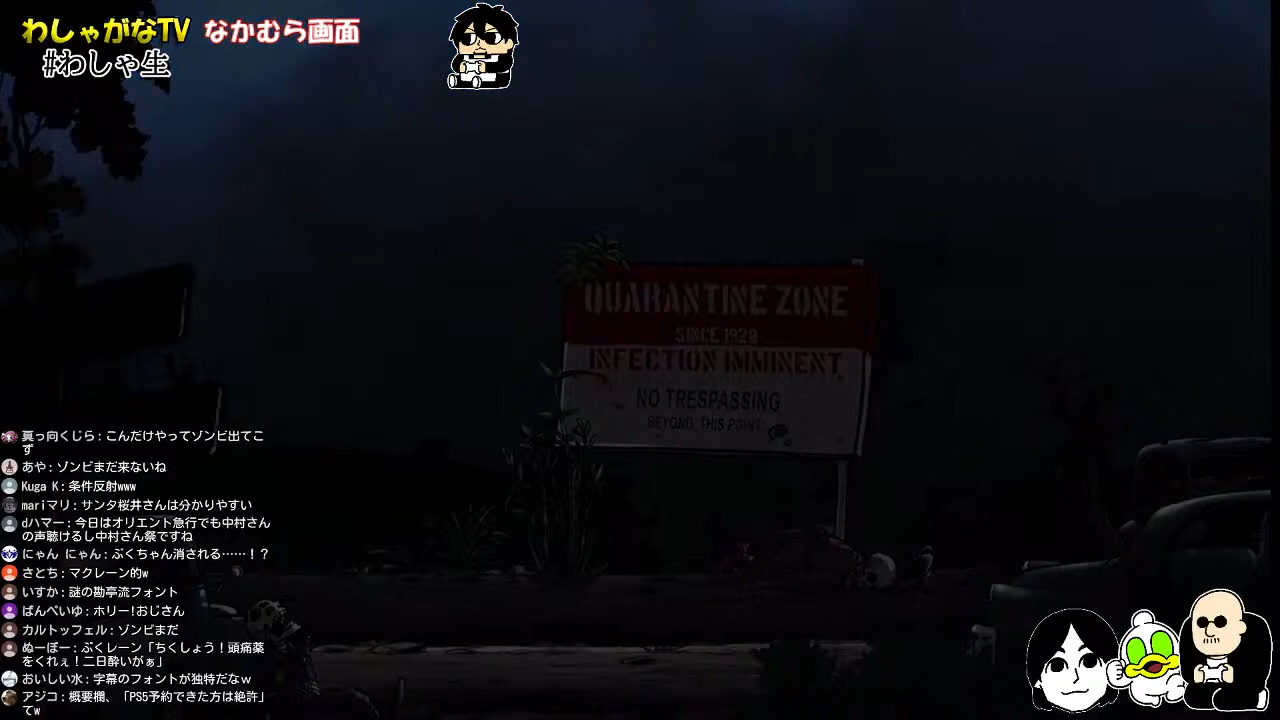 わしゃがなTV なかむら画面
#わしゃ生
QUARANTINE ZONE
SINCE 1929
INFECTION IMMINENT
NO TRESPASSING
BEYOND THIS POINT
真っ向くじら: こんだけやってゾンビ出てこ
ず
あや: ゾンビまだ来ないね
Kuga K: 条件反射www
mariマリ: サンタ桜井さんは分かりやすい
dハマー: 今日はオリエント急行でも中村さん
の声聴けるし中村さん祭ですね
にゃん にゃん: ぶくちゃん消される……！？
さとち: マクレーン的w
いすか: 謎の勘亭流フォント
ぱんぺいゆ: ホリー!おじさん
カルトッフェル: ゾンビまだ
ぬーぼー: ぶくレーン「ちくしょう！頭痛薬
をくれぇ！二日酔いがぁ」
おいしい水: 字幕のフォントが独特だなｗ
アジコ: 概要欄、「PS5予約できた方は絶許」
てw